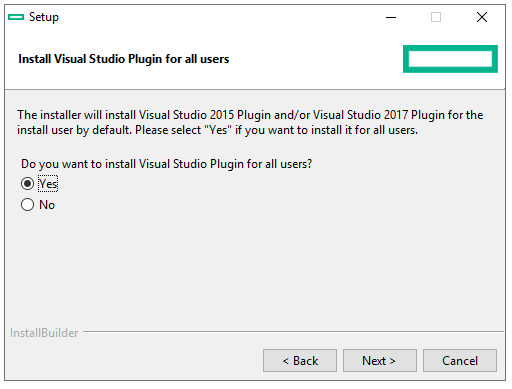 Setup
Install Visual Studio Plugin for all users
The installer will install Visual Studio 2015 Plugin and/or Visual Studio 2017 Plugin for the
install user by default. Please select "Yes" if you want to install it for all users.
Do you want to install Visual Studio Plugin for all users?
Yes
No
InstallBuilder
< Back
Next >
Cancel